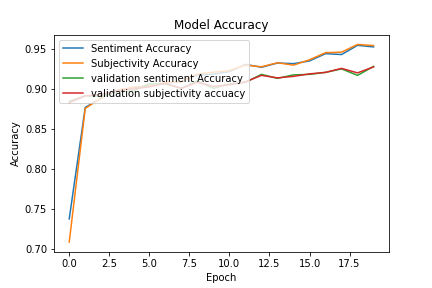 Model Accuracy
Sentiment Accuracy
Subjectivity Accuracy
validation sentiment Accuracy
validation subjectivity accuacy
0.95
0.90
0.85
0.80
0.75
0.70
Accuracy
0.0 2.5 5.0 7.5 10.0 12.5 15.0 17.5
Epoch